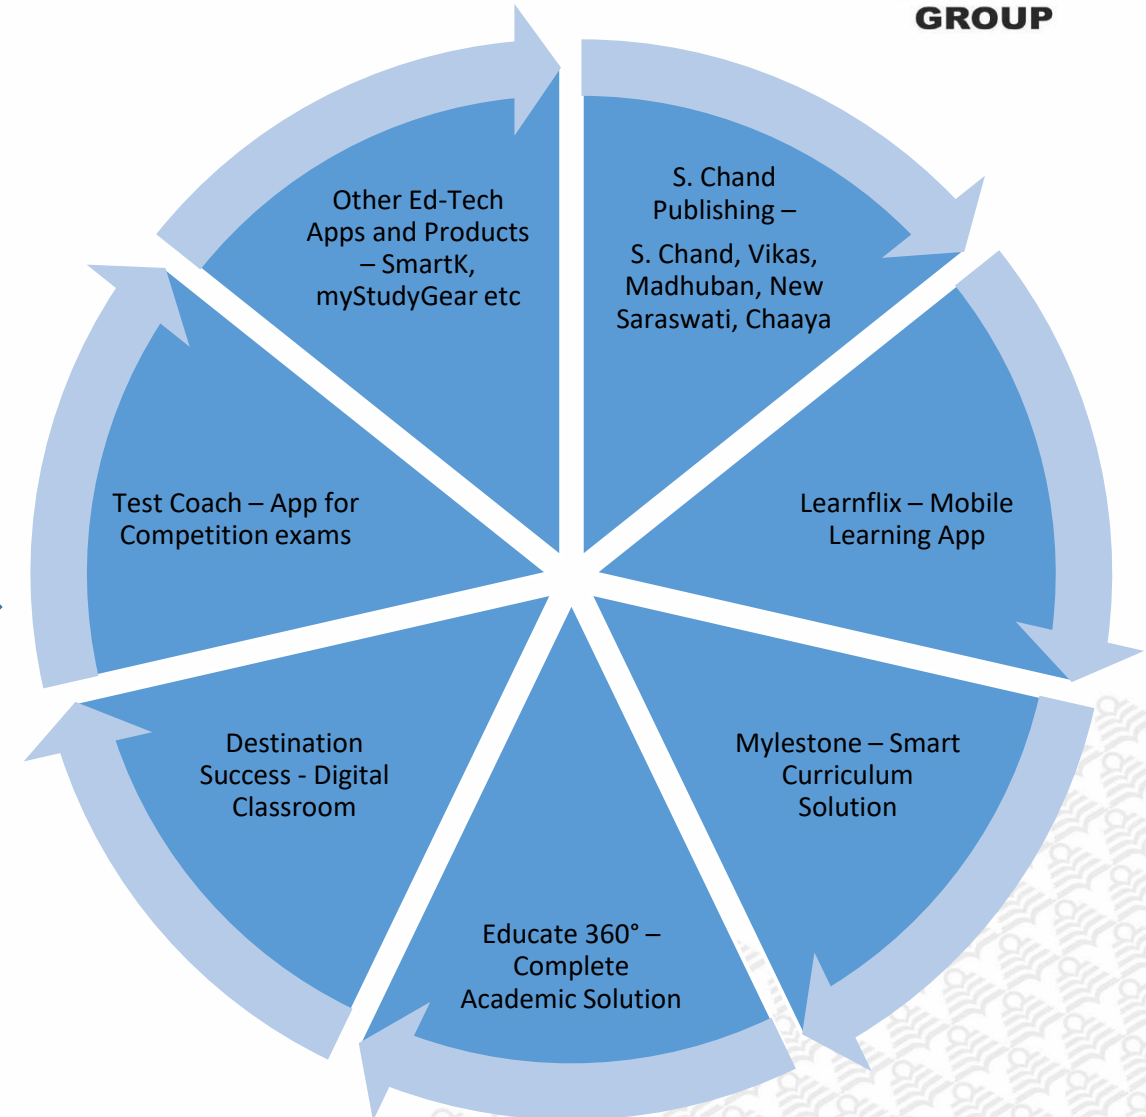 GROUP
S. Chand
Publishing –
S. Chand, Vikas,
Madhuban, New
Saraswati, Chaaya
Learnflix – Mobile
Learning App
Mylestone – Smart
Curriculum
Solution
Educate 360° –
Complete
Academic Solution
Destination
Success - Digital
Classroom
Test Coach – App for
Competition exams
Other Ed-Tech
Apps and Products
– SmartK,
myStudyGear etc